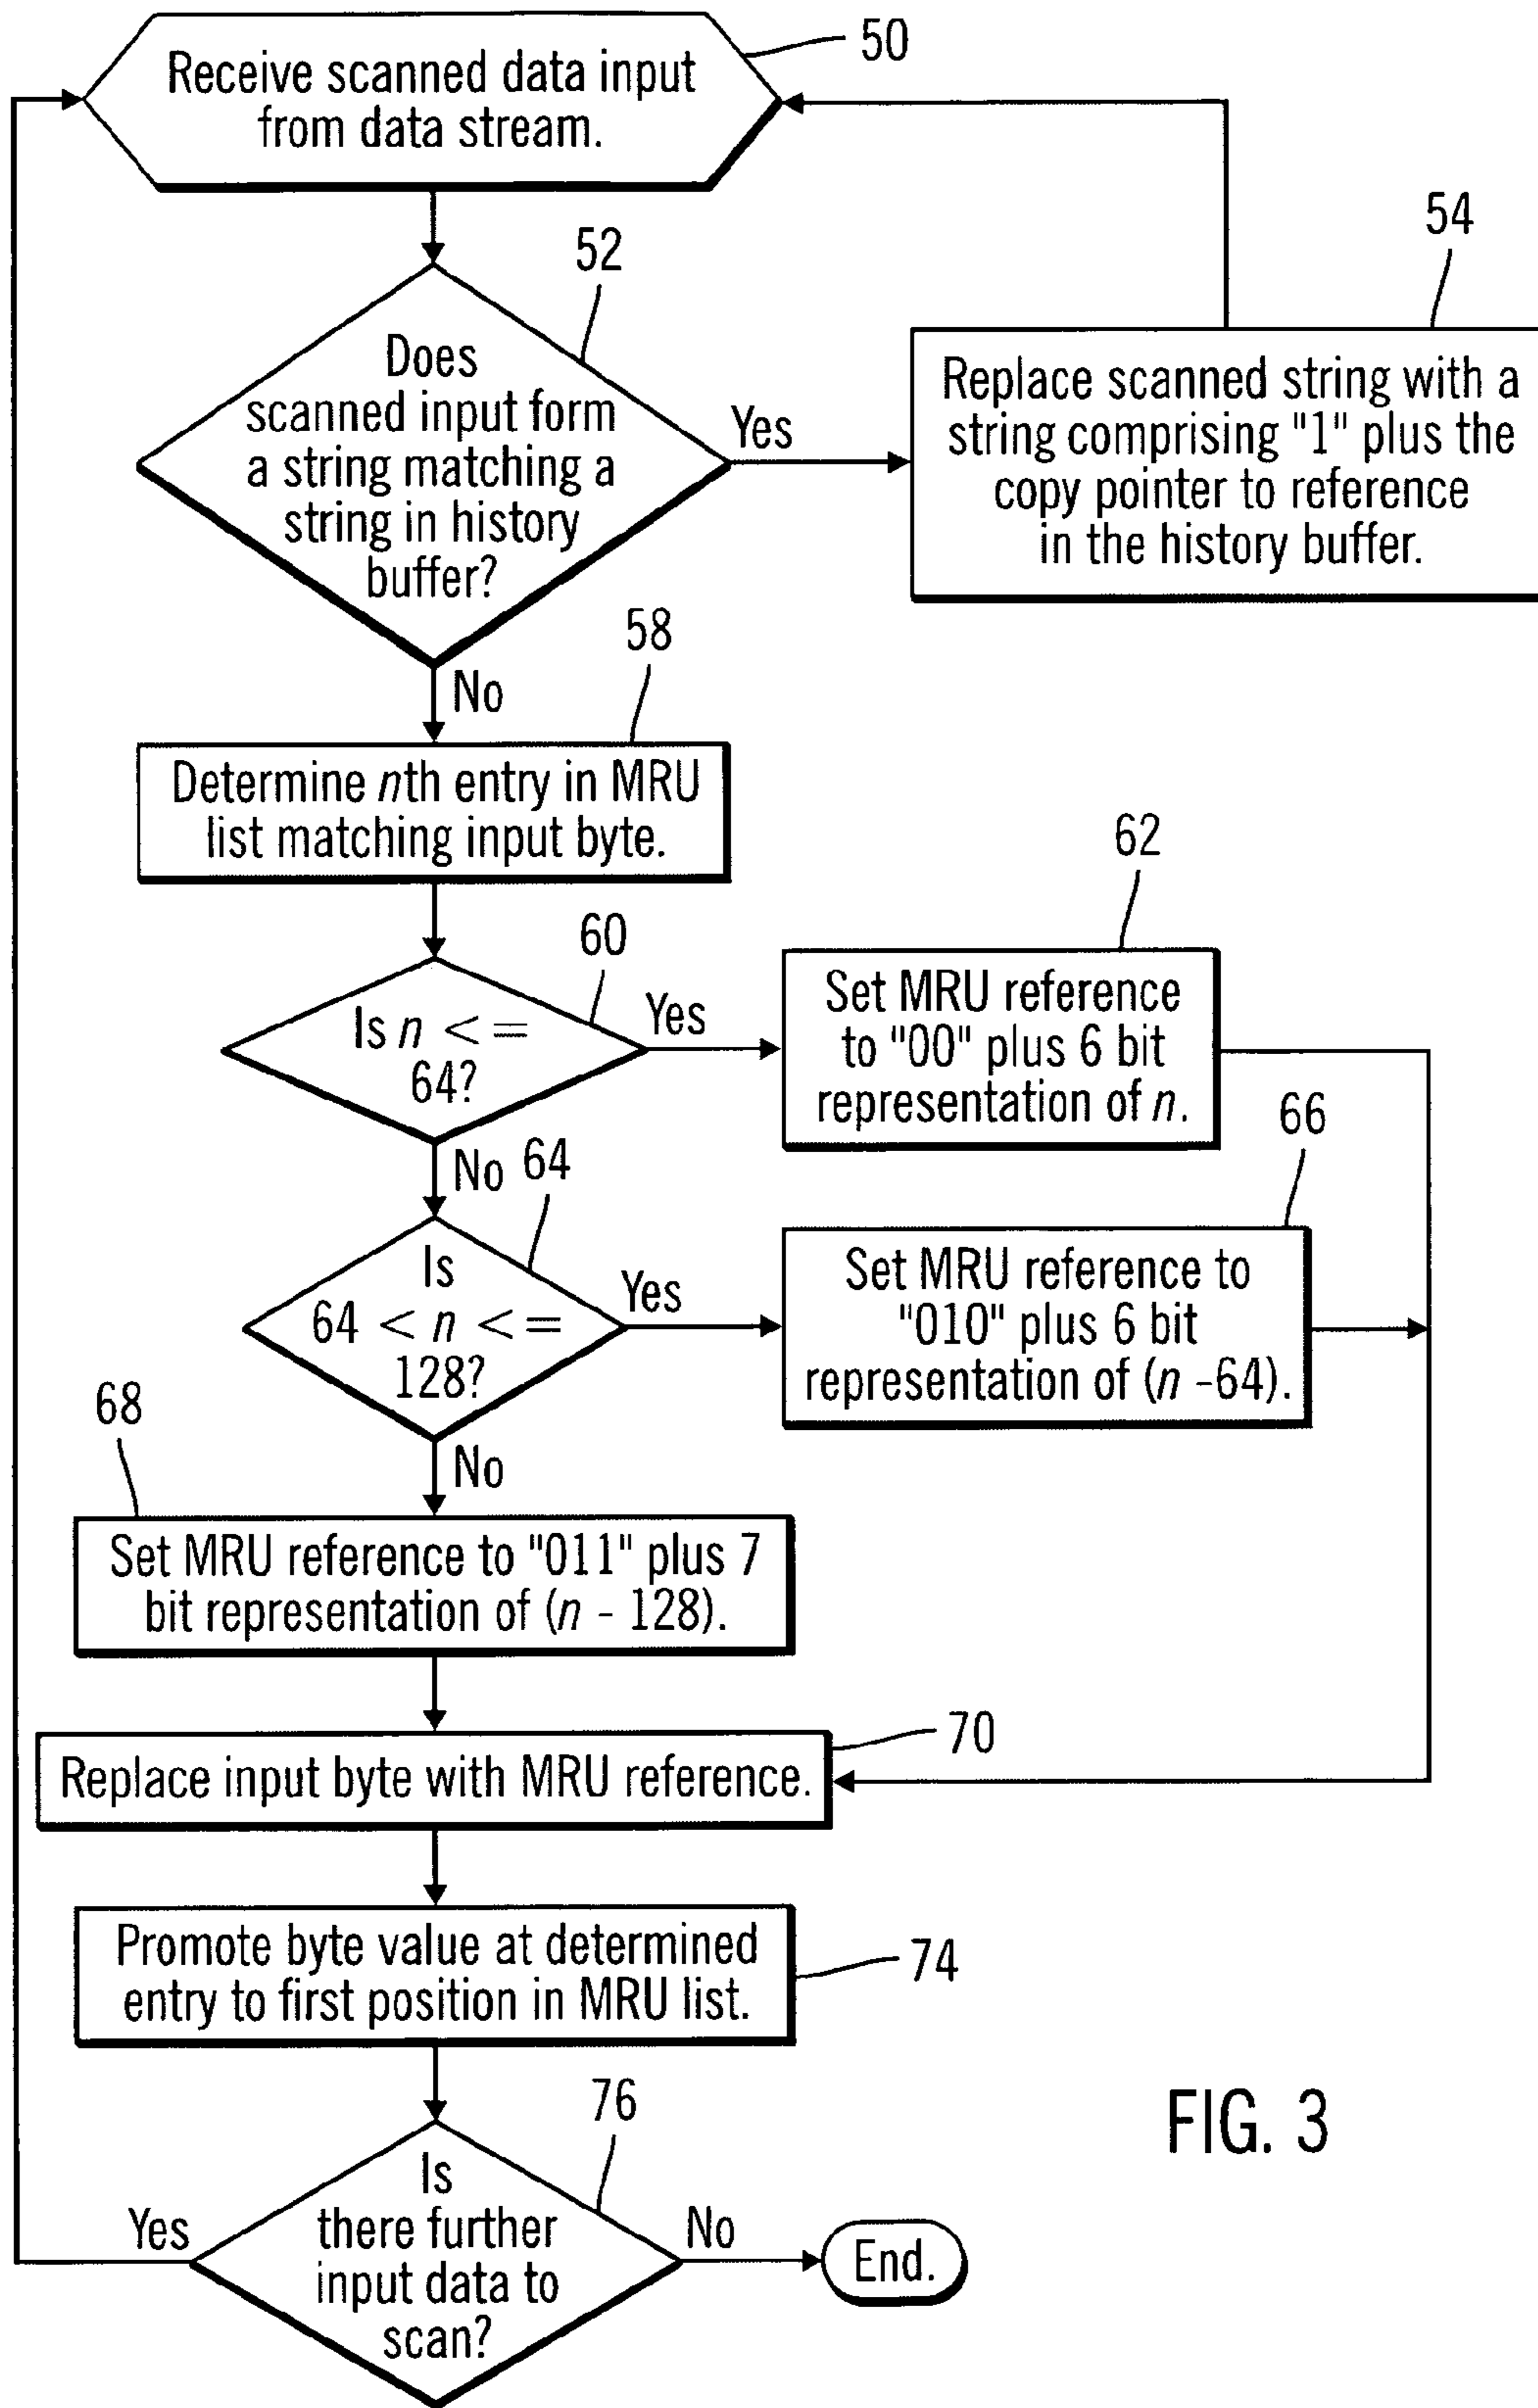 50
Receive scanned data input
from data stream.
52
54
Does
scanned input form
a string matching a
string in history
buffer?
Yes
Replace scanned string with a
string comprising "1" plus the
copy pointer to reference
in the history buffer.
No
58
Determine nth entry in MRU
list matching input byte.
60
62
Is n < =
64?
Yes
Set MRU reference
to "00" plus 6 bit
representation of n.
No
64
66
Is
64 < n < =
128?
Yes
Set MRU reference to
"010" plus 6 bit
representation of (n -64).
No
68
Set MRU reference to "011" plus 7
bit representation of (n - 128).
70
Replace input byte with MRU reference.
74
Promote byte value at determined
entry to first position in MRU list.
76
Is
there further
input data to
scan?
Yes
No
End.
FIG. 3